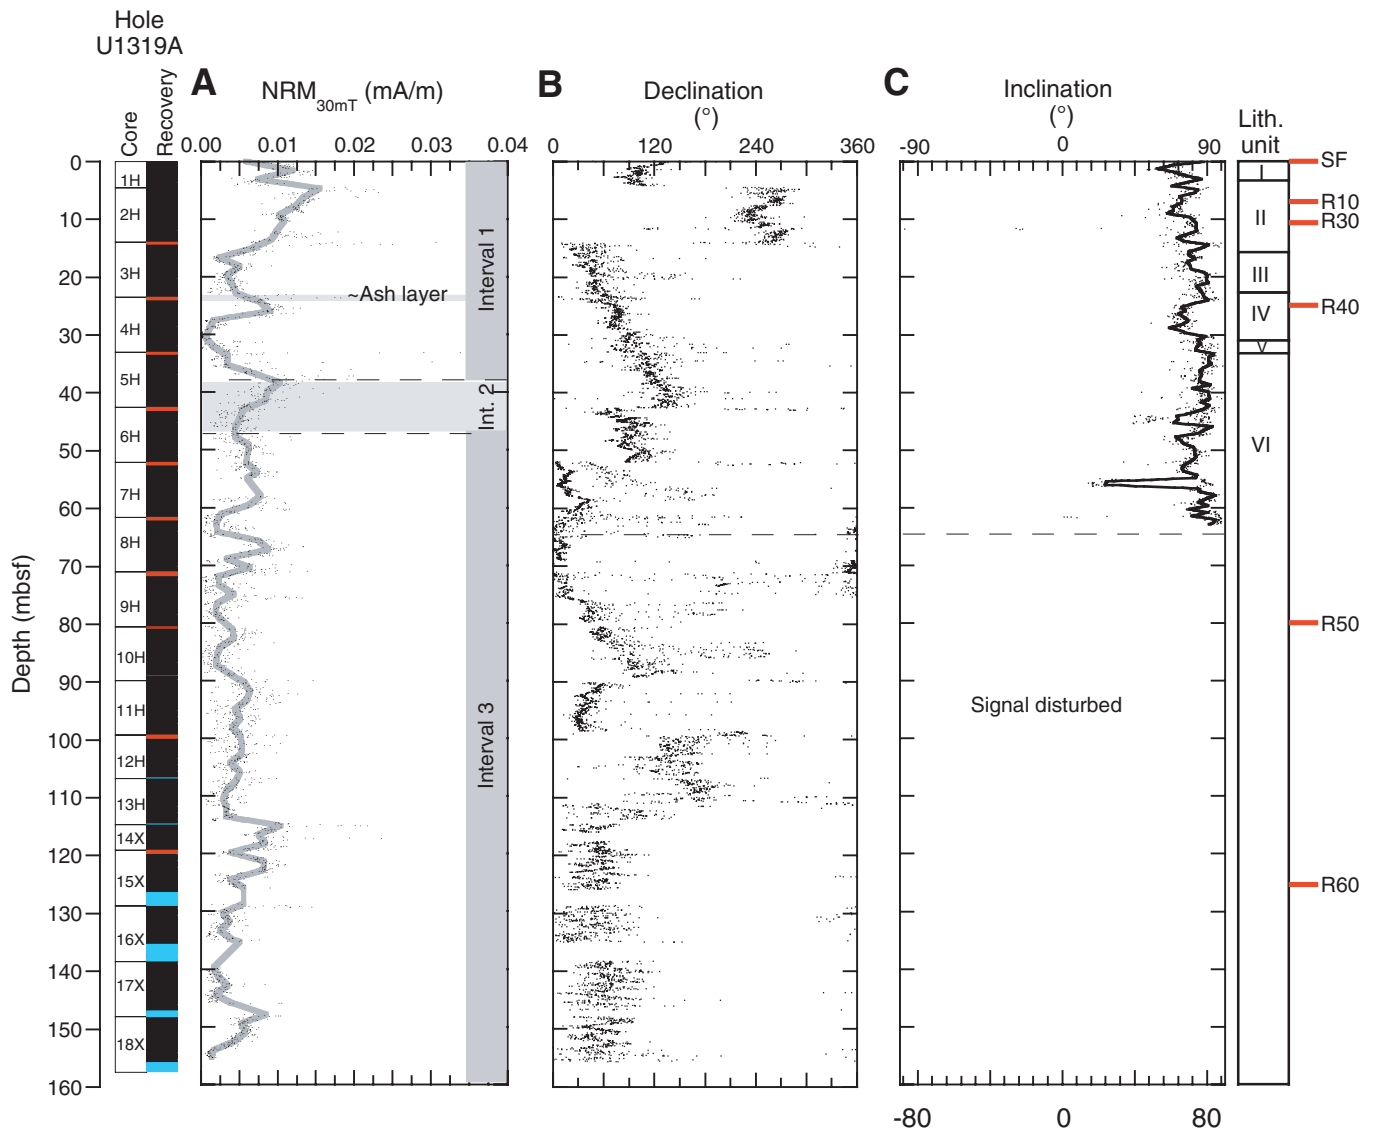 Hole
U1319A
Core
Recovery
A
NRM30mT (mA/m)
0.00 0.01 0.02 0.03 0.04
B
Declination
(°)
0 120 240 360
C
Inclination
(°)
-90 0 90
Lith.
unit
Depth (mbsf)
0
10
20
30
40
50
60
70
80
90
100
110
120
130
140
150
160
1H
2H
3H
4H
5H
6H
7H
8H
9H
10H
11H
12H
13H
14X
15X
16X
17X
18X
~Ash layer
Interval 1
Int. 2
Interval 3
Signal disturbed
-80 0 80
I
II
III
IV
V
VI
SF
R10
R30
R40
R50
R60